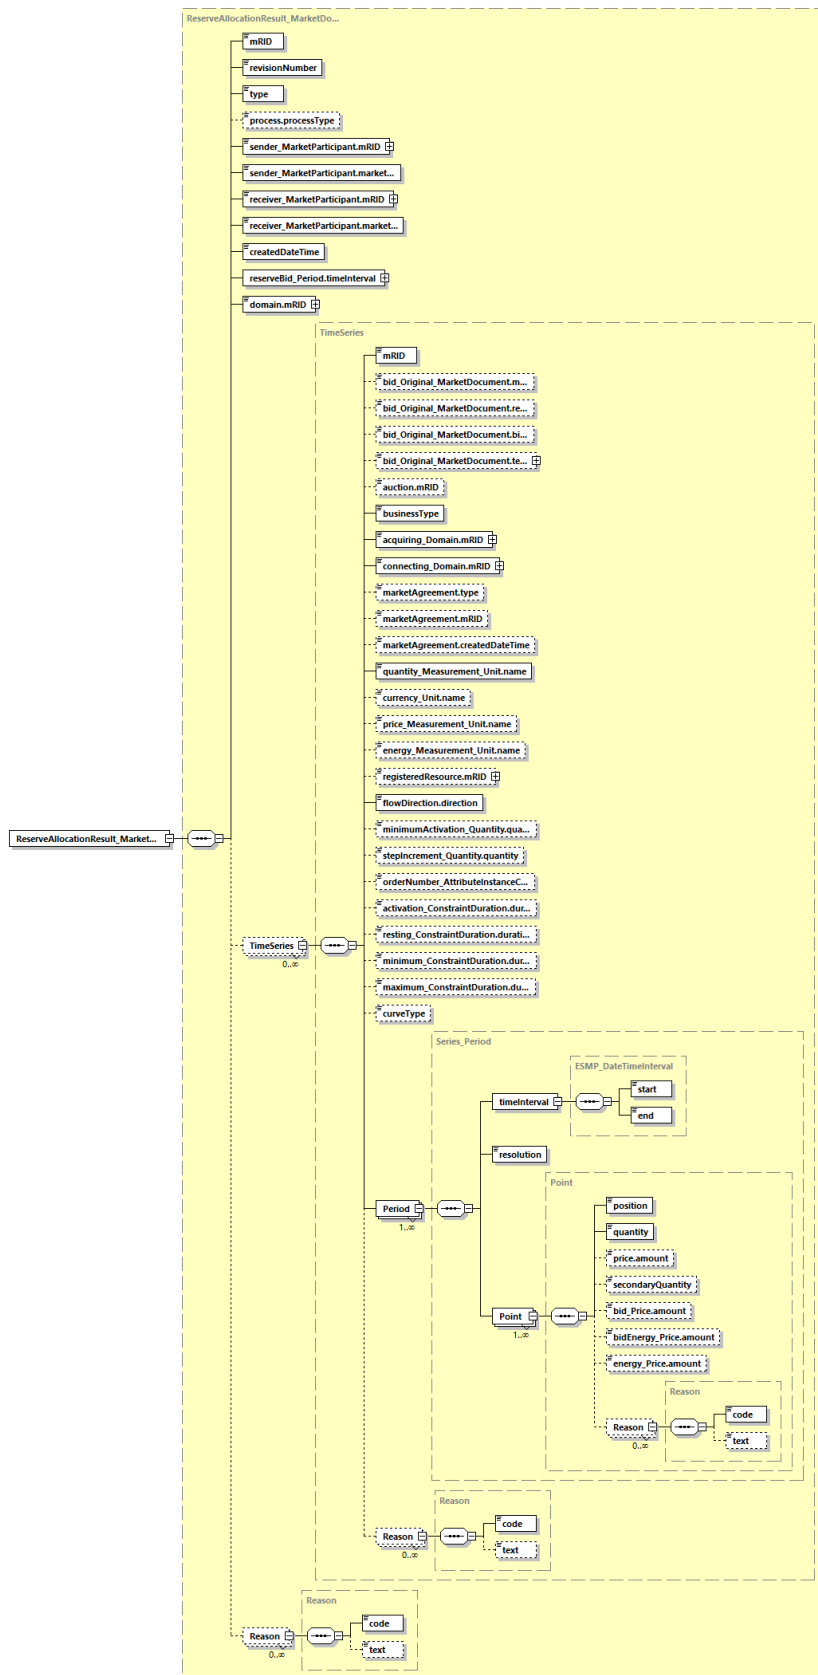 ReserveAllocationResult_MarketDo...
mRID
revisionNumber
type
process.processType
sender_MarketParticipant.mRID
sender_MarketParticipant.market...
receiver_MarketParticipant.mRID
receiver_MarketParticipant.market...
createdDateTime
reserveBid_Period.timeInterval
domain.mRID
TimeSeries
mRID
bid_Original_MarketDocument.m...
bid_Original_MarketDocument.re...
bid_Original_MarketDocument.bi...
bid_Original_MarketDocument.te...
auction.mRID
businessType
acquiring_Domain.mRID
connecting_Domain.mRID
marketAgreement.type
marketAgreement.mRID
marketAgreement.createdDateTime
quantity_Measurement_Unit.name
currency_Unit.name
price_Measurement_Unit.name
energy_Measurement_Unit.name
registeredResource.mRID
flowDirection.direction
minimumActivation_Quantity.qua...
ReserveAllocationResult_Market...
stepIncrement_Quantity.quantity
orderNumber_AttributeInstanceC...
activation_ConstraintDuration.dur...
resting_ConstraintDuration.durati...
TimeSeries
0..∞
minimum_ConstraintDuration.dur...
maximum_ConstraintDuration.du...
curveType
Series_Period
ESMP_DateTimeInterval
start
timeInterval
end
resolution
Point
position
Period
1..∞
quantity
price.amount
secondaryQuantity
bid_Price.amount
Point
1..∞
bidEnergy_Price.amount
energy_Price.amount
Reason
code
Reason
0..∞
text
Reason
code
Reason
0..∞
text
Reason
code
Reason
0..∞
text